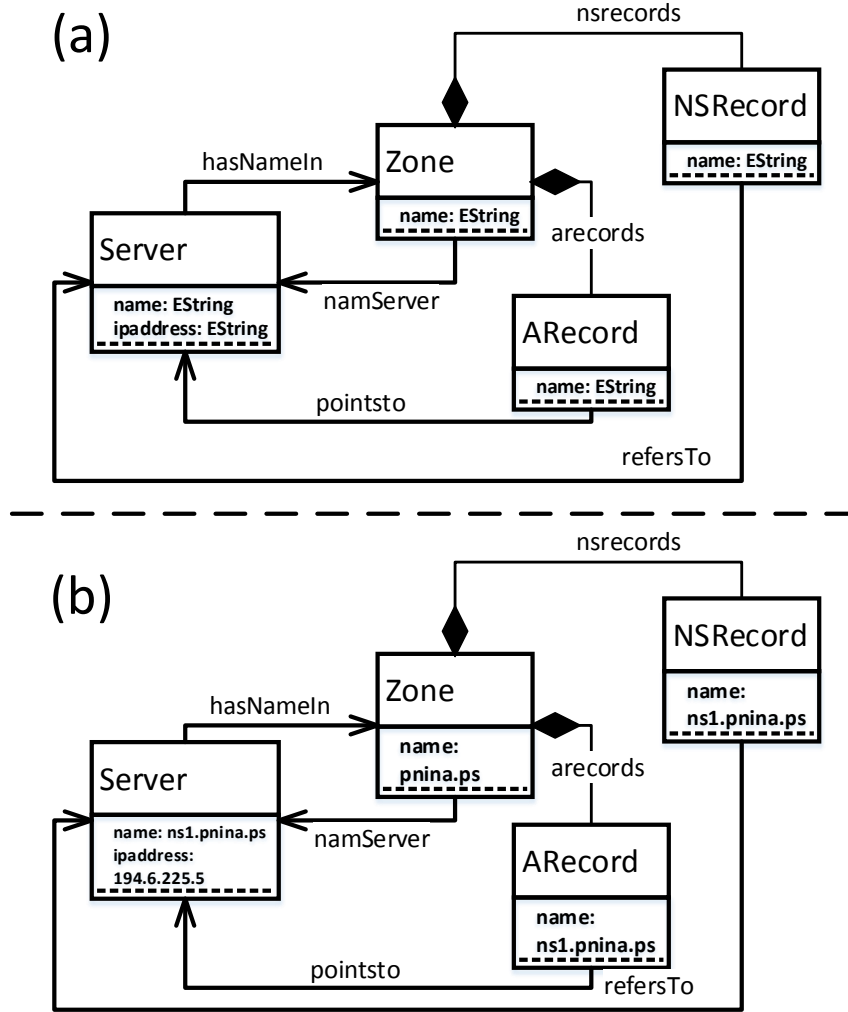 (a)
nsrecords
NSRecord
name: EString
Zone
name: EString
hasNameIn
arecords
Server
name: EString
ipaddress: EString
namServer
ARecord
name: EString
pointsto
refersTo
(b)
nsrecords
NSRecord
name:
ns1.pnina.ps
Zone
name:
pnina.ps
hasNameIn
arecords
Server
name: ns1.pnina.ps
ipaddress:
194.6.225.5
namServer
ARecord
name:
ns1.pnina.ps
pointsto
refersTo